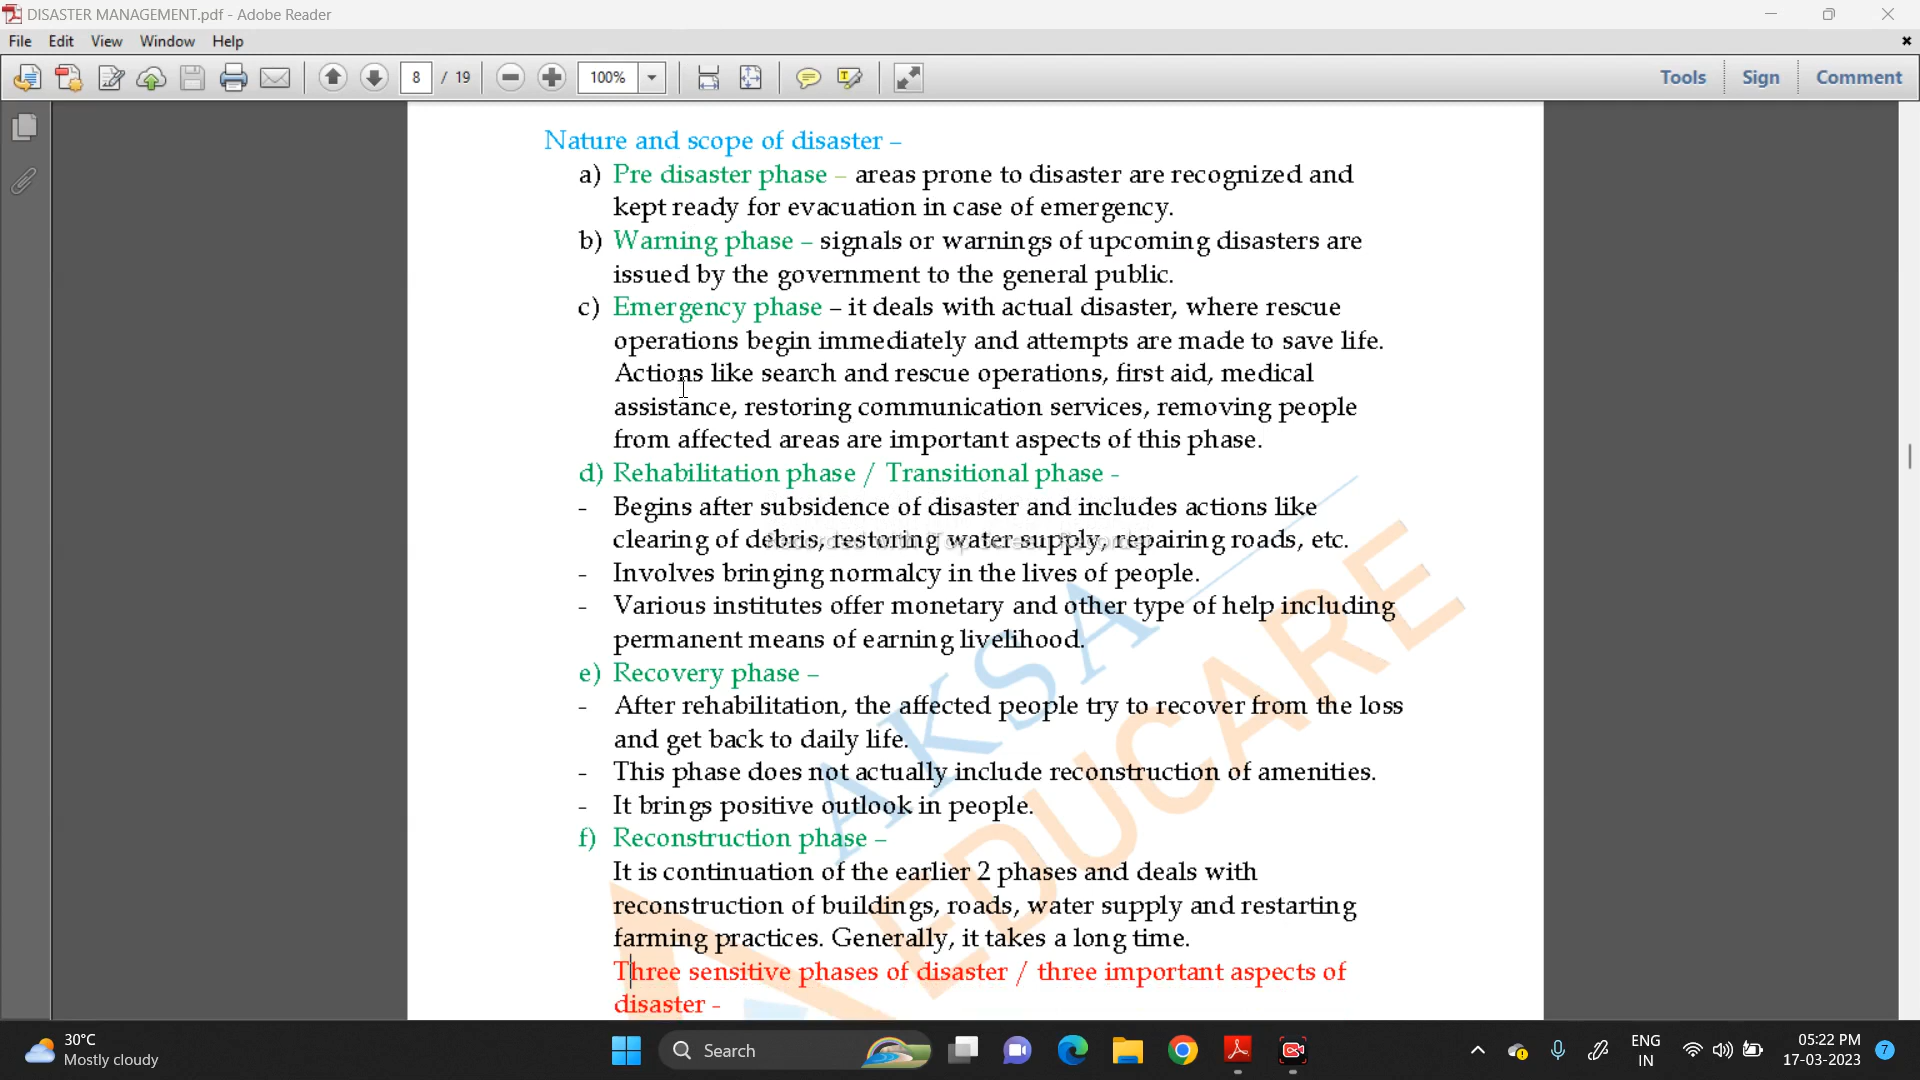 DISASTER MANAGEMENT.pdf - Adobe Reader
File Edit View Window Help
8 / 19 100% Tools Sign Comment
Nature and scope of disaster –
a) Pre disaster phase – areas prone to disaster are recognized and
kept ready for evacuation in case of emergency.
b) Warning phase – signals or warnings of upcoming disasters are
issued by the government to the general public.
c) Emergency phase – it deals with actual disaster, where rescue
operations begin immediately and attempts are made to save life.
Actions like search and rescue operations, first aid, medical
assistance, restoring communication services, removing people
from affected areas are important aspects of this phase.
d) Rehabilitation phase / Transitional phase -
- Begins after subsidence of disaster and includes actions like
clearing of debris, restoring water supply, repairing roads, etc.
- Involves bringing normalcy in the lives of people.
- Various institutes offer monetary and other type of help including
permanent means of earning livelihood.
e) Recovery phase –
- After rehabilitation, the affected people try to recover from the loss
and get back to daily life.
- This phase does not actually include reconstruction of amenities.
- It brings positive outlook in people.
f) Reconstruction phase –
It is continuation of the earlier 2 phases and deals with
reconstruction of buildings, roads, water supply and restarting
farming practices. Generally, it takes a long time.
Three sensitive phases of disaster / three important aspects of
disaster -
AKSA
EDUCARE
30°C
Mostly cloudy
Search
ENG
IN
05:22 PM
17-03-2023
7